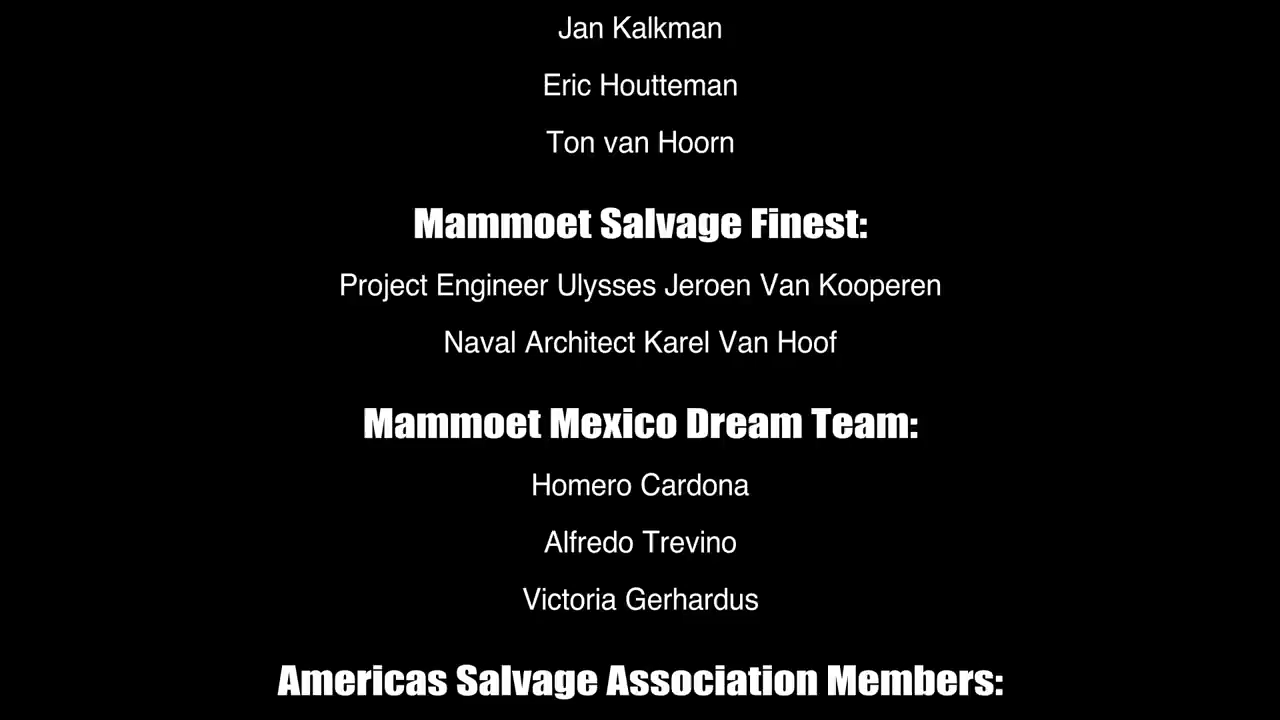 Jan Kalkman
Eric Houtteman
Ton van Hoorn
Mammoet Salvage Finest:
Project Engineer Ulysses Jeroen Van Kooperen
Naval Architect Karel Van Hoof
Mammoet Mexico Dream Team:
Homero Cardona
Alfredo Trevino
Victoria Gerhardus
Americas Salvage Association Members: